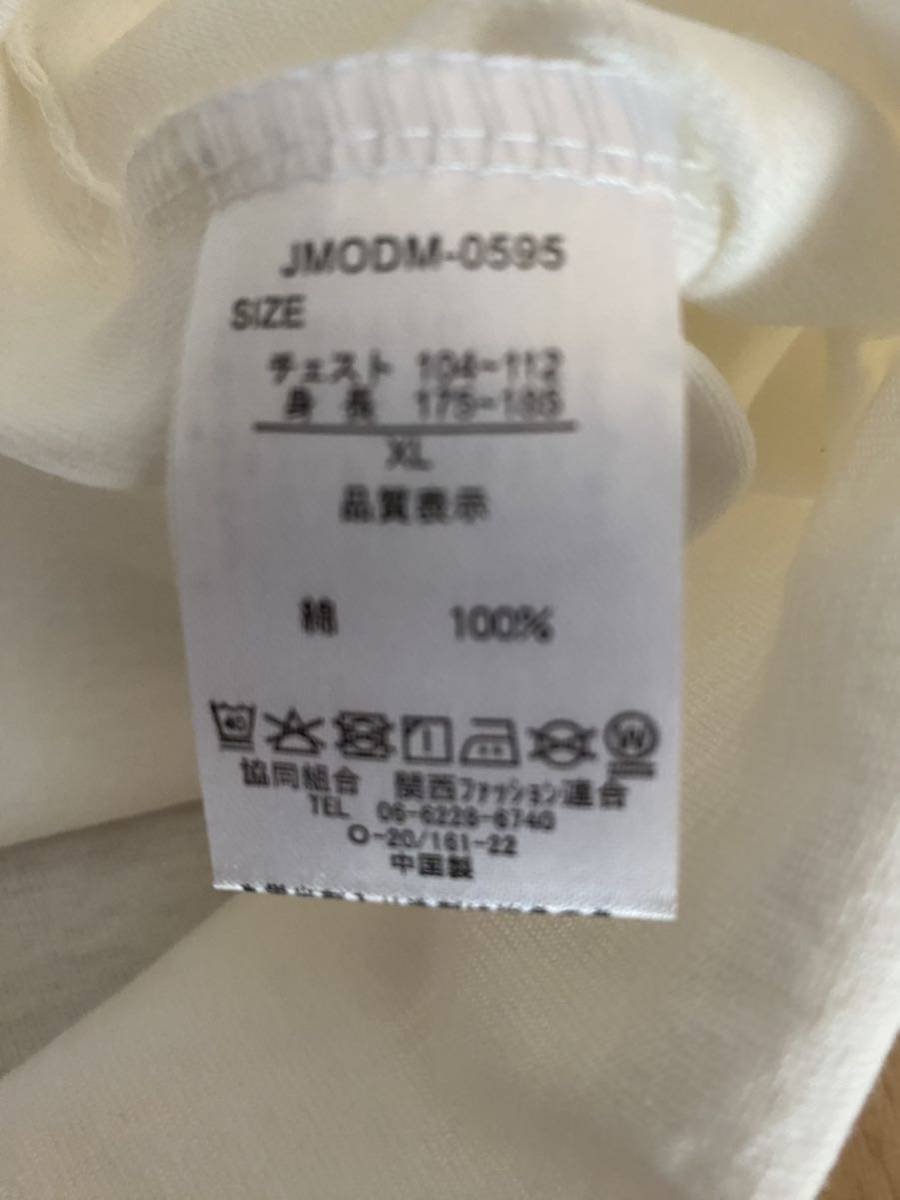 JMODM-0595
SIZE
チェスト 104-112
身長 175-185
XL
品質表示
綿 100%
40
W
協同組合 関西ファッション連合
TEL 06-6228-6740
O-20/161-22
中国製